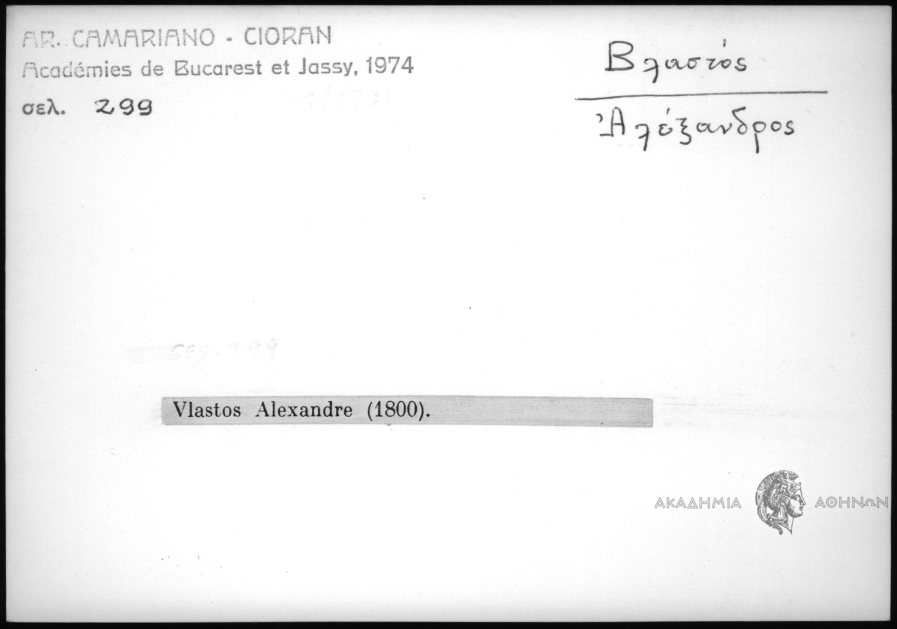 AR. CAMARIANO - CIORAN
Académies de Bucarest et Jassy, 1974
σελ. 299
Βλαστός
Ἀλέξανδρος
Vlastos Alexandre (1800).
ΑΚΑΔΗΜΙΑ ΑΘΗΝΩΝ